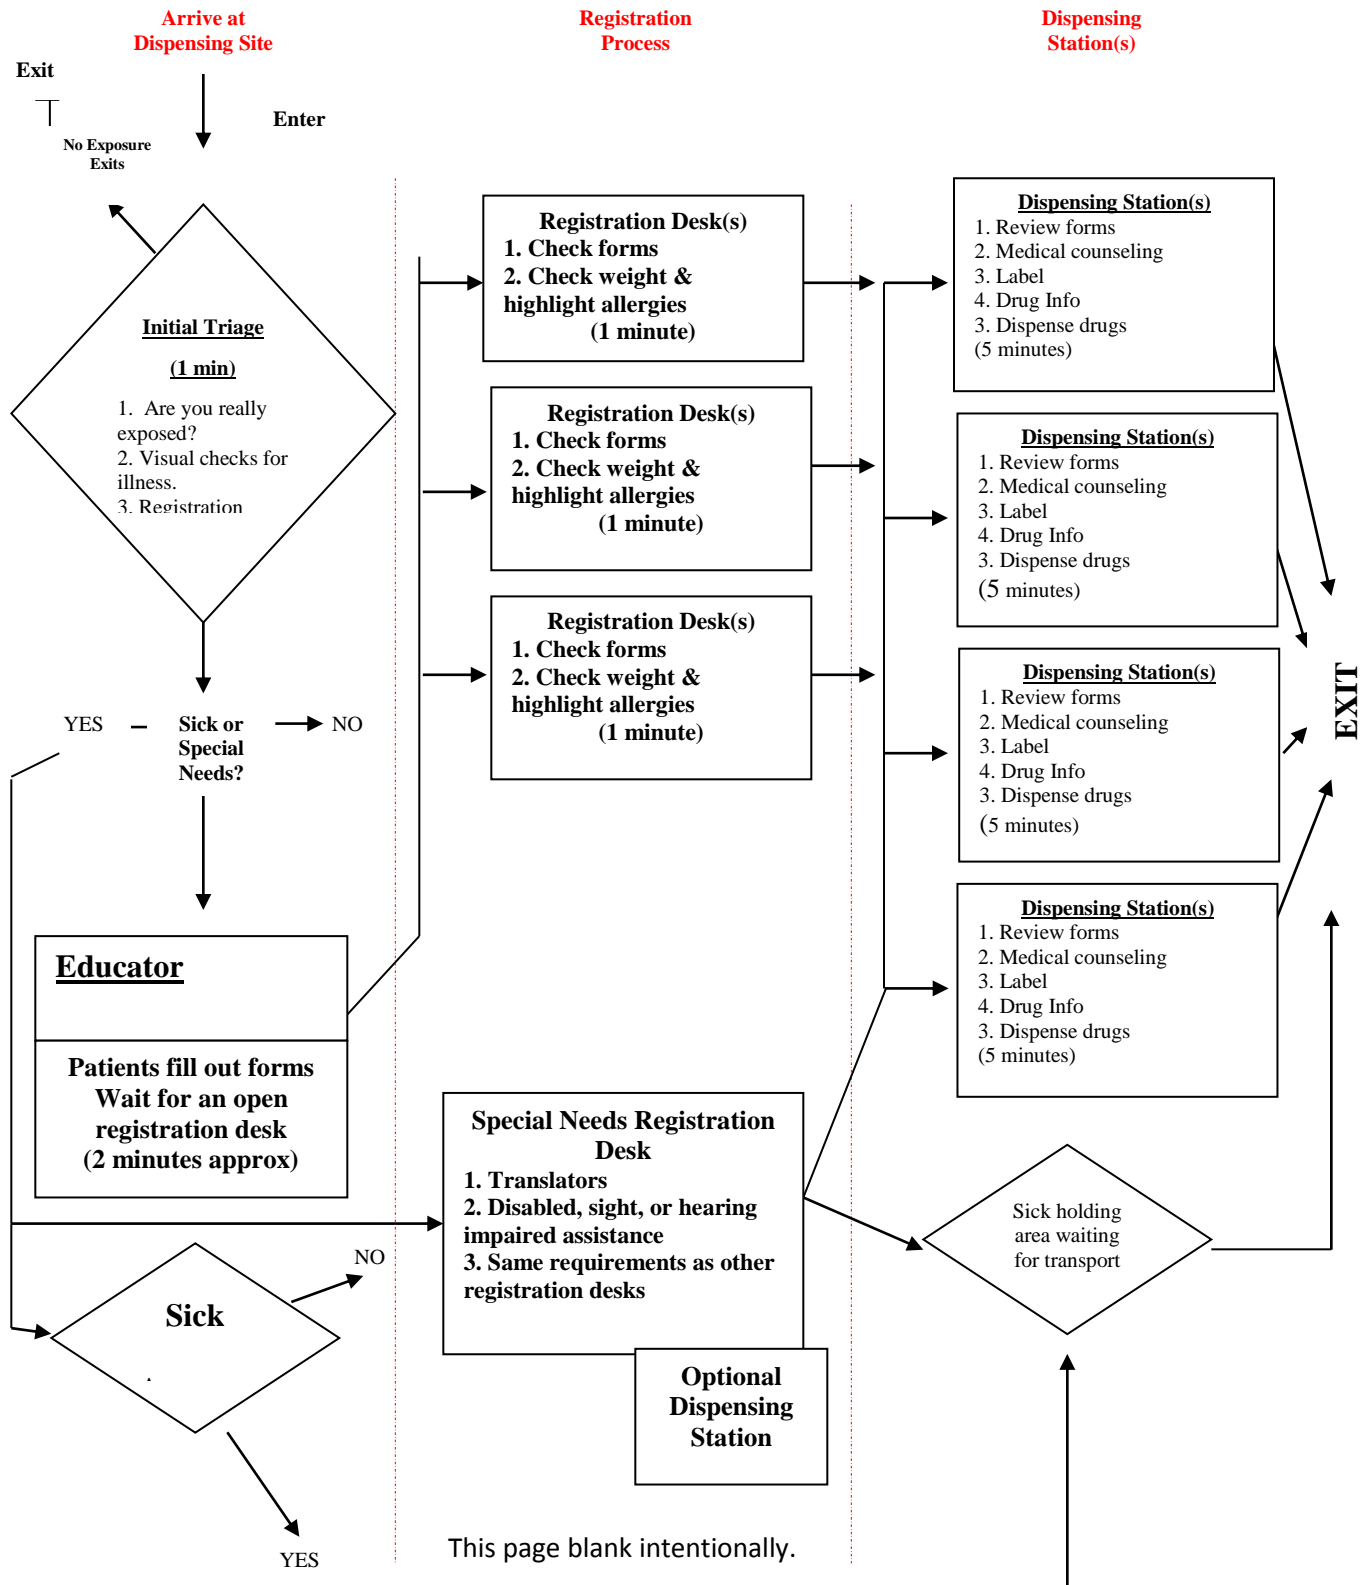 Arrive at
Dispensing Site
Registration
Process
Dispensing
Station(s)
Exit
Enter
No Exposure
Exits
Initial Triage
(1 min)
1. Are you really
exposed?
2. Visual checks for
illness.
3. Registration
YES
Sick or
Special
Needs?
NO
Educator
Patients fill out forms
Wait for an open
registration desk
(2 minutes approx)
Sick
NO
YES
Registration Desk(s)
1. Check forms
2. Check weight &
highlight allergies
(1 minute)
Registration Desk(s)
1. Check forms
2. Check weight &
highlight allergies
(1 minute)
Registration Desk(s)
1. Check forms
2. Check weight &
highlight allergies
(1 minute)
Special Needs Registration
Desk
1. Translators
2. Disabled, sight, or hearing
impaired assistance
3. Same requirements as other
registration desks
Optional
Dispensing
Station
Dispensing Station(s)
1. Review forms
2. Medical counseling
3. Label
4. Drug Info
3. Dispense drugs
(5 minutes)
Dispensing Station(s)
1. Review forms
2. Medical counseling
3. Label
4. Drug Info
3. Dispense drugs
(5 minutes)
Dispensing Station(s)
1. Review forms
2. Medical counseling
3. Label
4. Drug Info
3. Dispense drugs
(5 minutes)
Dispensing Station(s)
1. Review forms
2. Medical counseling
3. Label
4. Drug Info
3. Dispense drugs
(5 minutes)
Sick holding
area waiting
for transport
EXIT
This page blank intentionally.